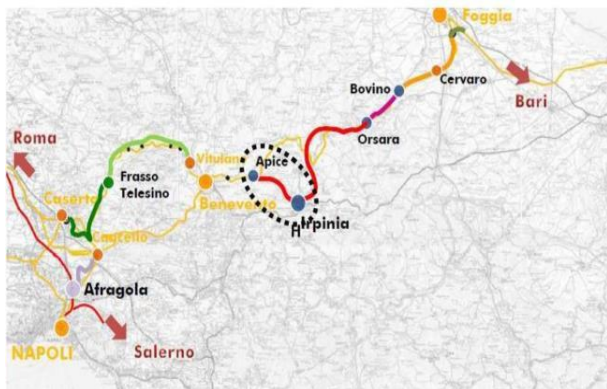 Foggia
Bovino
Cervaro
Bari
Orsara
Roma
Vitulano
Apice
Frasso
Telesino
Caserta
Benevento
Irpinia
H
Cancello
Afragola
NAPOLI
Salerno